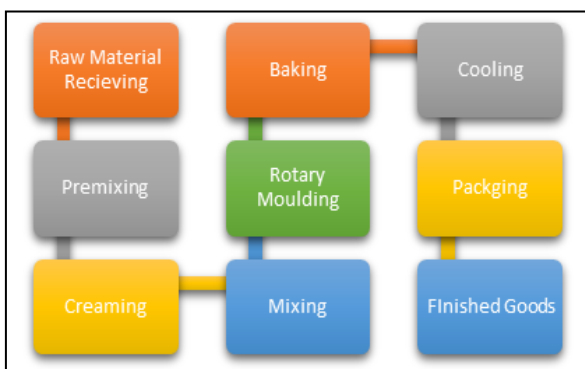 Raw Material
Recieving
Premixing
Creaming
Mixing
Rotary
Moulding
Baking
Cooling
Packging
FInished Goods